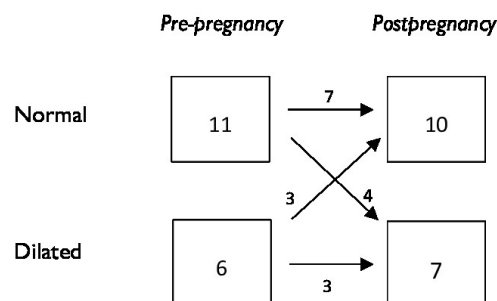 Pre-pregnancy Postpregnancy
7
Normal 11 10
3 4
Dilated 6 7
3